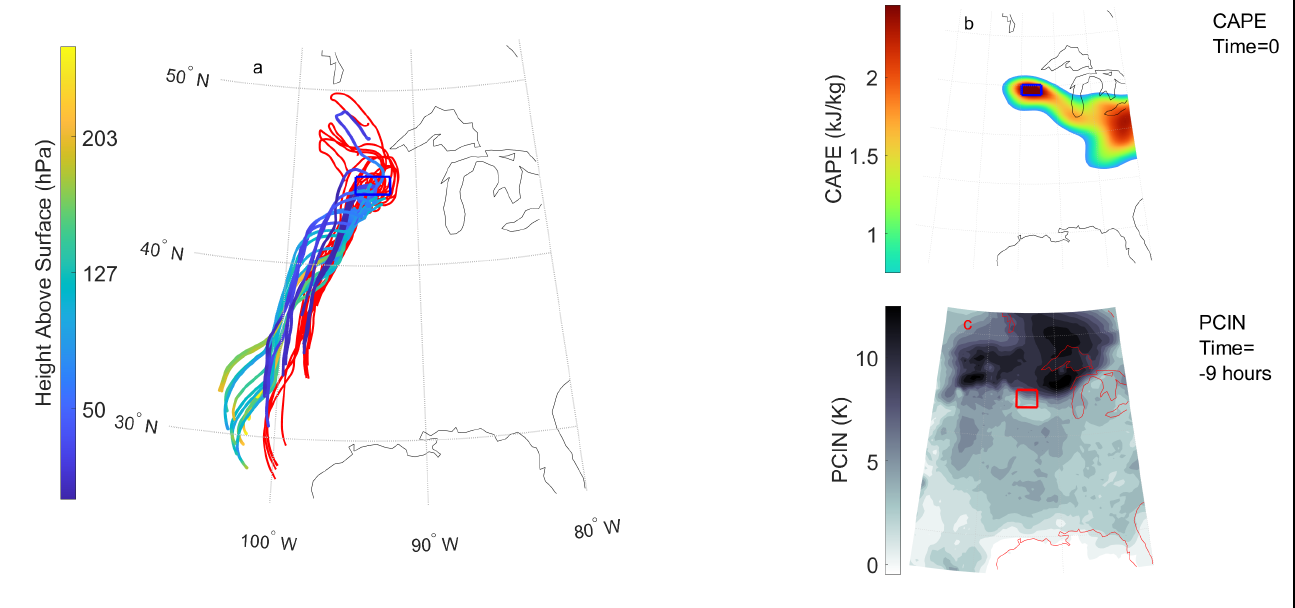 a
Height Above Surface (hPa)
203
127
50
50° N
40° N
30° N
100° W
90° W
80° W
b
CAPE (kJ/kg)
2
1.5
1
CAPE
Time=0
c
PCIN (K)
10
5
0
PCIN
Time=
-9 hours